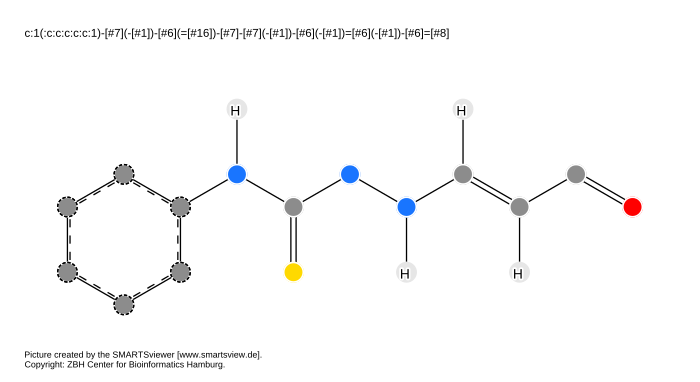 c:1(:c:c:c:c:c:1)-[#7](-[#1])-[#6](=[#16])-[#7]-[#7](-[#1])-[#6](-[#1])=[#6](-[#1])-[#6]=[#8]
H H
H H
Picture created by the SMARTSviewer [www.smartsview.de].
Copyright: ZBH Center for Bioinformatics Hamburg.